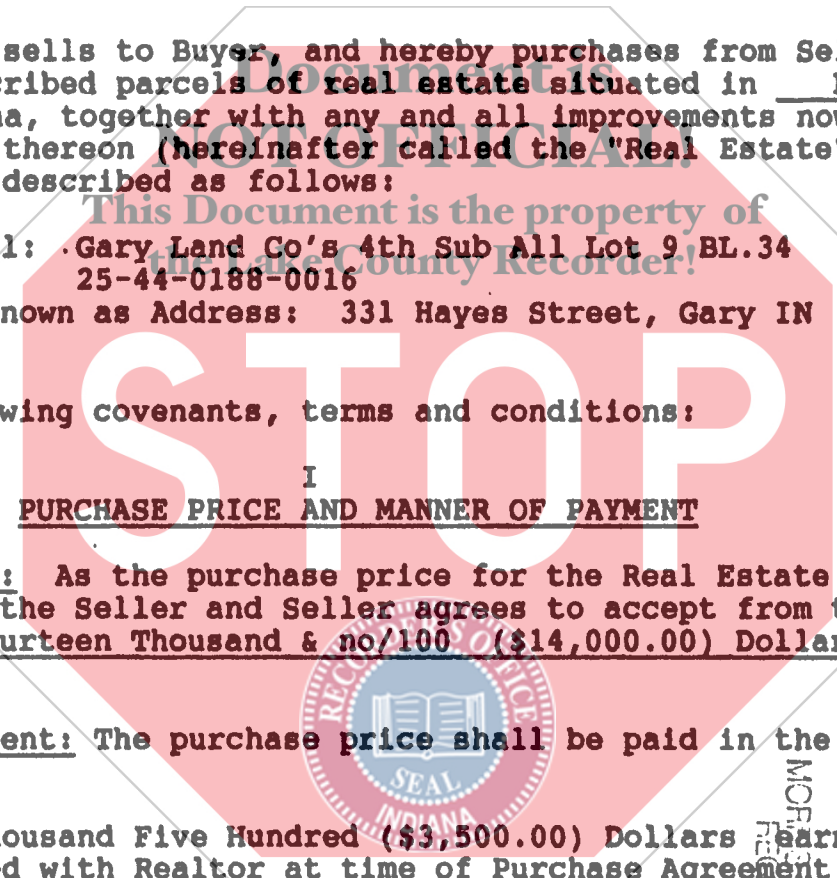 sells to Buyer, and hereby purchases from Se
cribed parcels of real estate situated in
na, together with any and all improvements now
thereon (hereinafter called the "Real Estate"
described as follows:
Document is
NOT OFFICIAL!
This Document is the property of
the Lake County Recorder!
l: Gary Land Co's 4th Sub All Lot 9 BL.34
25-44-0188-0016
nown as Address: 331 Hayes Street, Gary IN
STOP
wing covenants, terms and conditions:
I
PURCHASE PRICE AND MANNER OF PAYMENT
: As the purchase price for the Real Estate
the Seller and Seller agrees to accept from t
urteen Thousand & no/100 ($14,000.00) Dollar
ent: The purchase price shall be paid in the
RECORDER'S OFFICE
SEAL
INDIANA
housand Five Hundred ($3,500.00) Dollars earn
ed with Realtor at time of Purchase Agreement